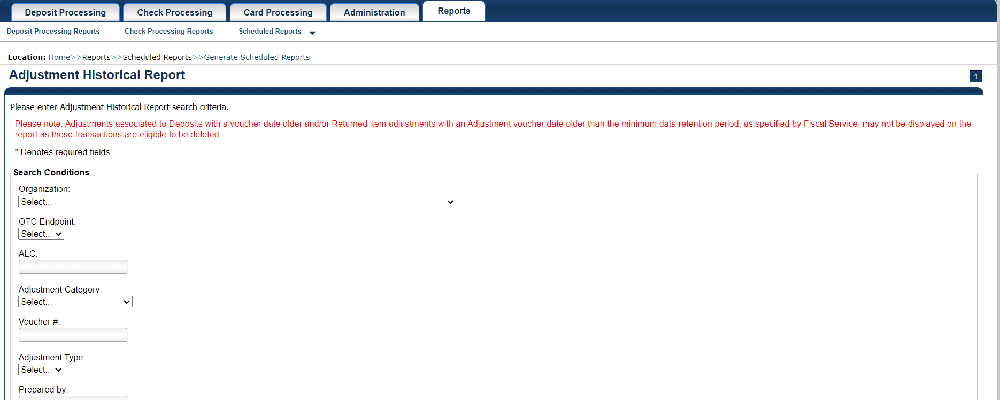 Deposit Processing Check Processing Card Processing Administration Reports
Deposit Processing Reports Check Processing Reports Scheduled Reports
Location: Home>>Reports>>Scheduled Reports>>Generate Scheduled Reports
Adjustment Historical Report
1
Please enter Adjustment Historical Report search criteria.
Please note: Adjustments associated to Deposits with a voucher date older and/or Returned item adjustments with an Adjustment voucher date older than the minimum data retention period, as specified by Fiscal Service, may not be displayed on the
report as these transactions are eligible to be deleted.
* Denotes required fields.
Search Conditions
Organization:
Select...
OTC Endpoint:
Select...
ALC:
Adjustment Category:
Select...
Voucher #:
Adjustment Type:
Select...
Prepared by: